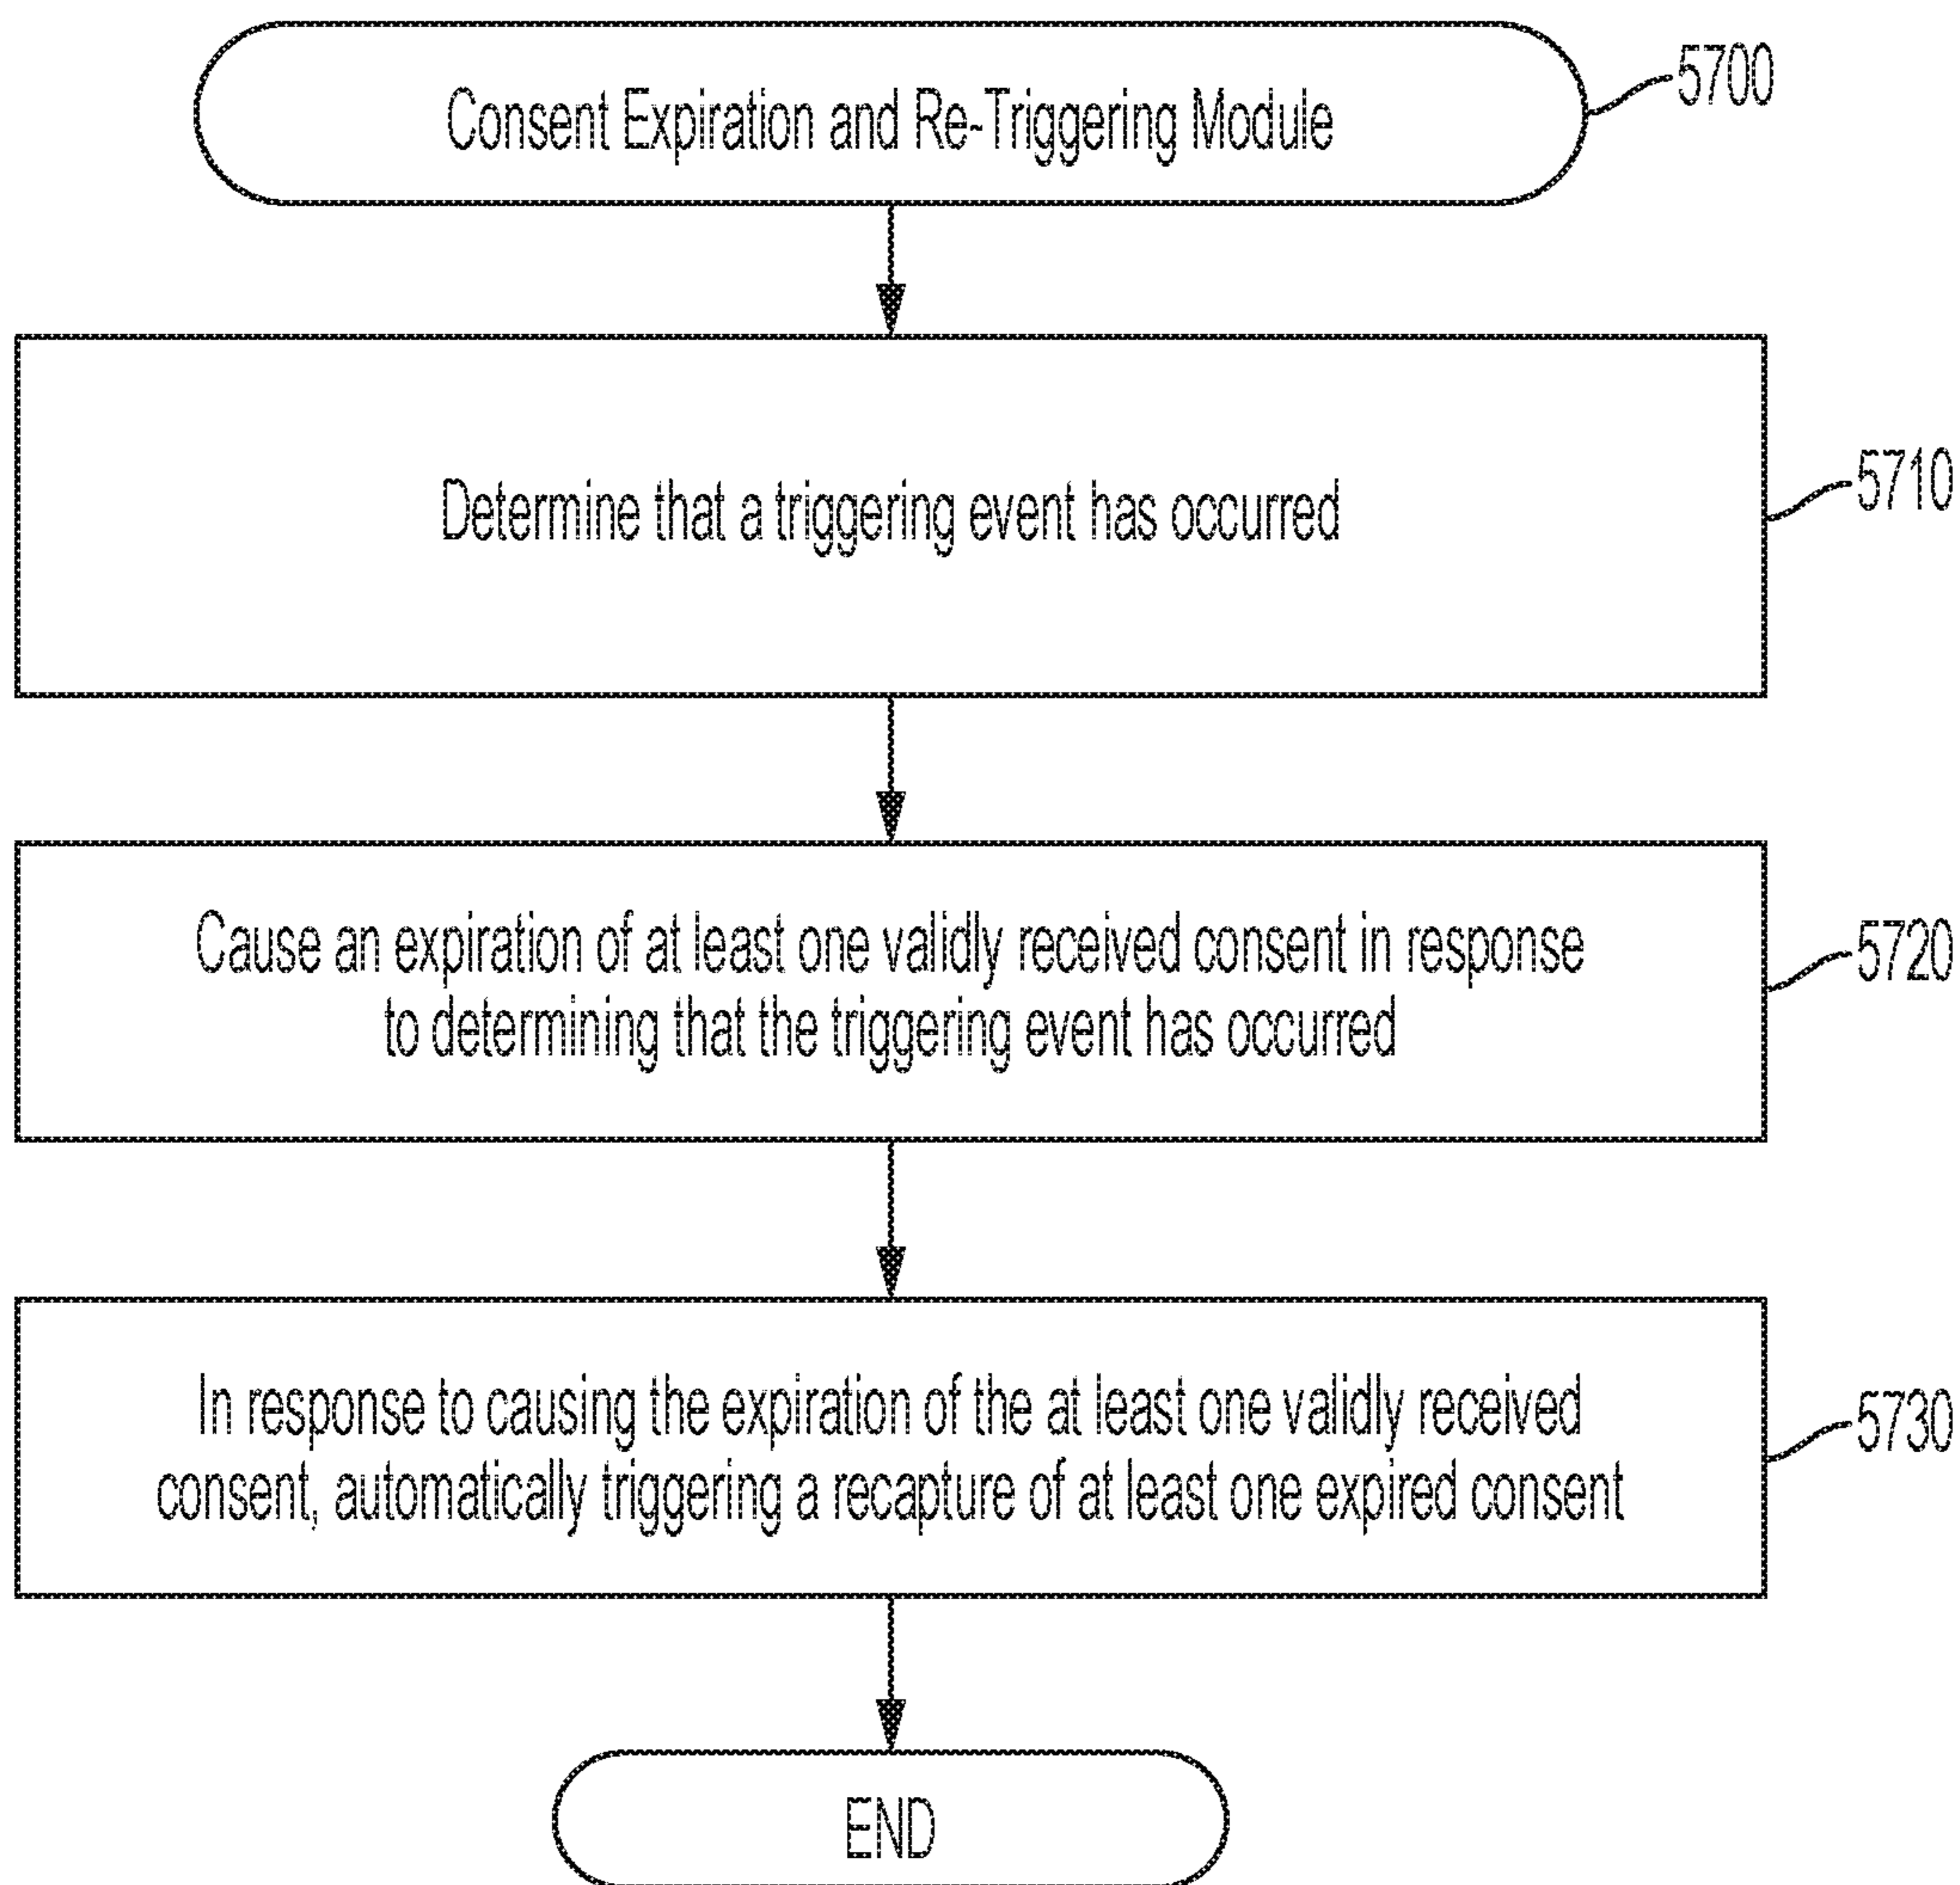 Consent Expiration and Re-Triggering Module
5700
Determine that a triggering event has occurred
5710
Cause an expiration of at least one validly received consent in response
to determining that the triggering event has occurred
5720
In response to causing the expiration of the at least one validly received
consent, automatically triggering a recapture of at least one expired consent
5730
END